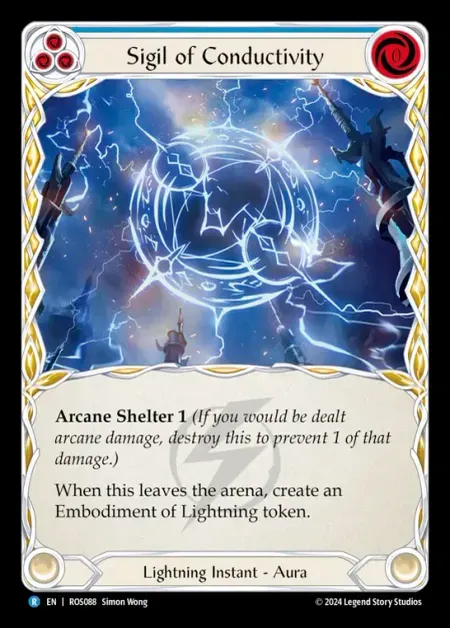 Sigil of Conductivity
0
Arcane Shelter 1 (If you would be dealt
arcane damage, destroy this to prevent 1 of that
damage.)
When this leaves the arena, create an
Embodiment of Lightning token.
Lightning Instant - Aura
R EN | ROS088 Simon Wong
© 2024 Legend Story Studios